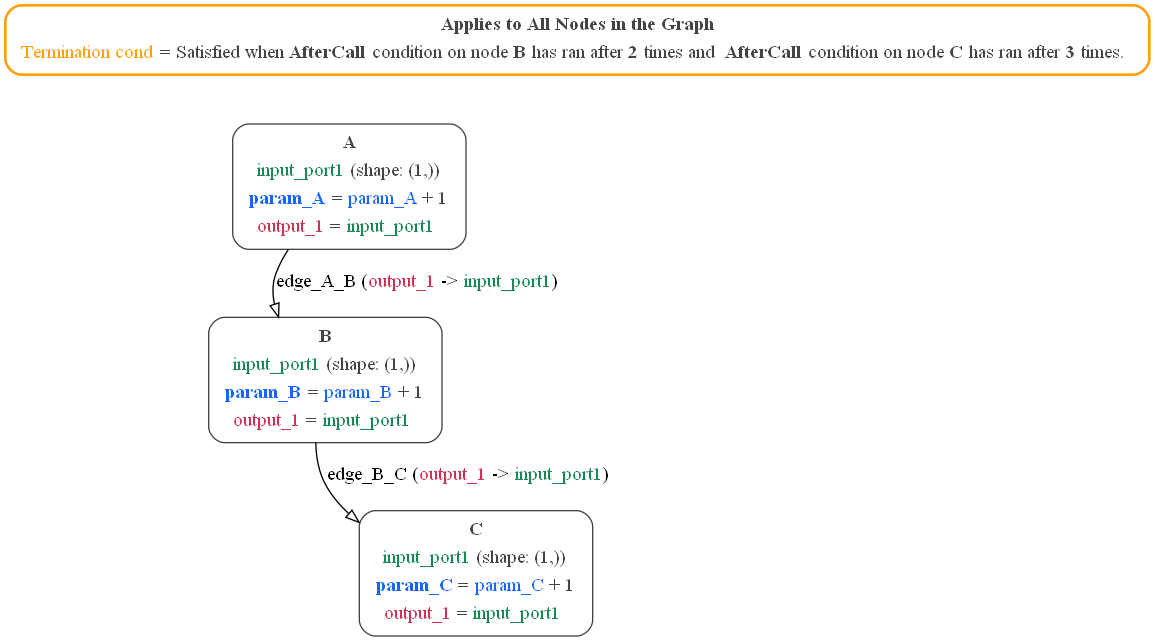 Applies to All Nodes in the Graph
Termination cond = Satisfied when AfterCall condition on node B has ran after 2 times and AfterCall condition on node C has ran after 3 times.
A
input_port1 (shape: (1,))
param_A = param_A + 1
output_1 = input_port1
edge_A_B (output_1 -> input_port1)
B
input_port1 (shape: (1,))
param_B = param_B + 1
output_1 = input_port1
edge_B_C (output_1 -> input_port1)
C
input_port1 (shape: (1,))
param_C = param_C + 1
output_1 = input_port1